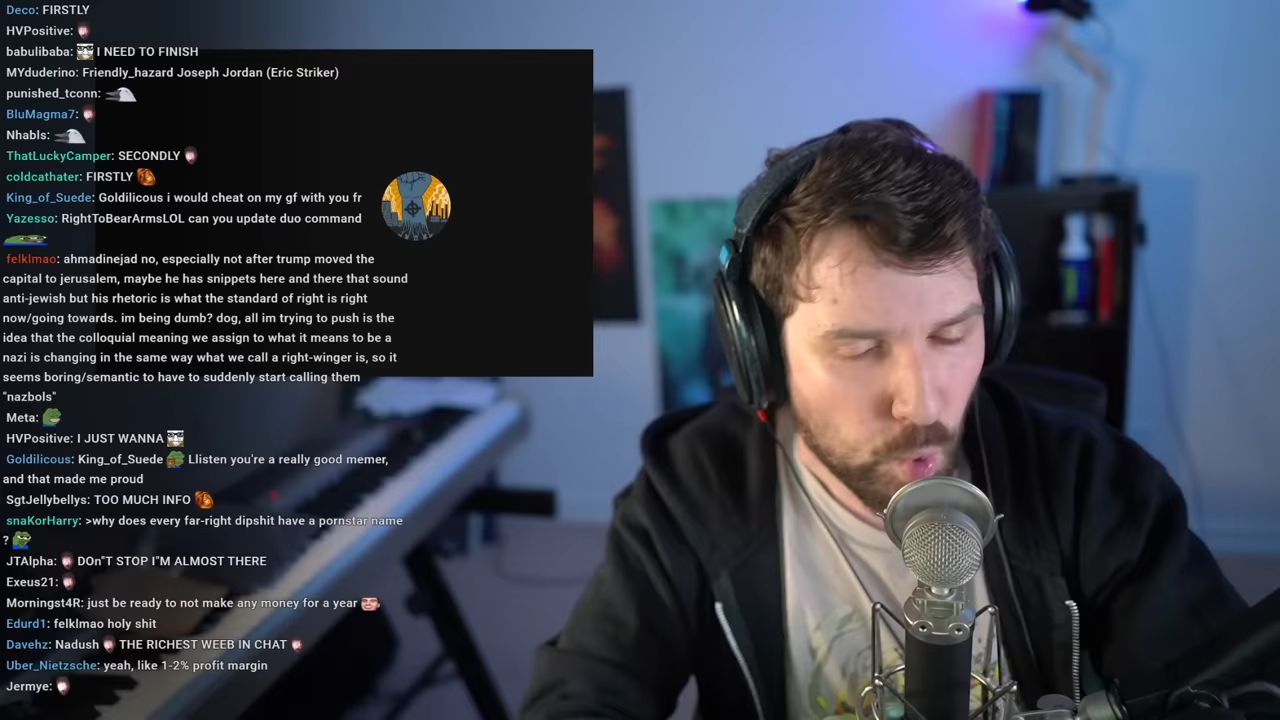 Deco: FIRSTLY
HVPositive:
babulibaba: I NEED TO FINISH
MYduderino: Friendly_hazard Joseph Jordan (Eric Striker)
punished_tconn:
BluMagma7:
Nhabls:
ThatLuckyCamper: SECONDLY
coldcathater: FIRSTLY
King_of_Suede: Goldilicous i would cheat on my gf with you fr
Yazesso: RightToBearArmsLOL can you update duo command
felklmao: ahmadinejad no, especially not after trump moved the
capital to jerusalem, maybe he has snippets here and there that sound
anti-jewish but his rhetoric is what the standard of right is right
now/going towards. im being dumb? dog, all im trying to push is the
idea that the colloquial meaning we assign to what it means to be a
nazi is changing in the same way what we call a right-winger is, so it
seems boring/semantic to have to suddenly start calling them
"nazbols"
Meta:
HVPositive: I JUST WANNA
Goldilicous: King_of_Suede Llisten you're a really good memer,
and that made me proud
SgtJellybellys: TOO MUCH INFO
snaKorHarry: >why does every far-right dipshit have a pornstar name
?
JTAlpha: DOn"T STOP I"M ALMOST THERE
Exeus21:
Morningst4R: just be ready to not make any money for a year
Edurd1: felklmao holy shit
Davehz: Nadush THE RICHEST WEEB IN CHAT
Uber_Nietzsche: yeah, like 1-2% profit margin
Jermye: